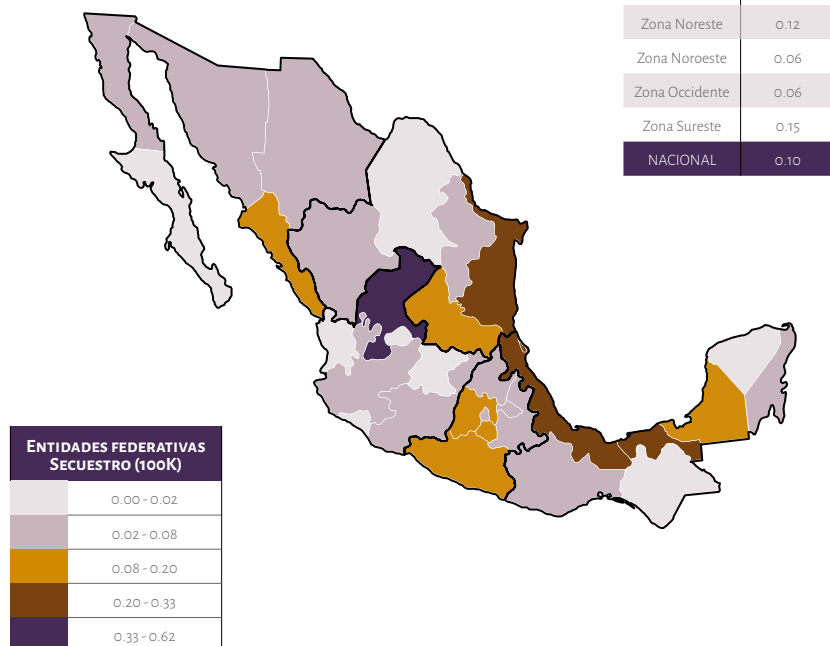 Zona Noreste 0.12
Zona Noroeste 0.06
Zona Occidente 0.06
Zona Sureste 0.15
NACIONAL 0.10
Entidades federativas
Secuestro (100K)
0.00 - 0.02
0.02 - 0.08
0.08 - 0.20
0.20 - 0.33
0.33 - 0.62